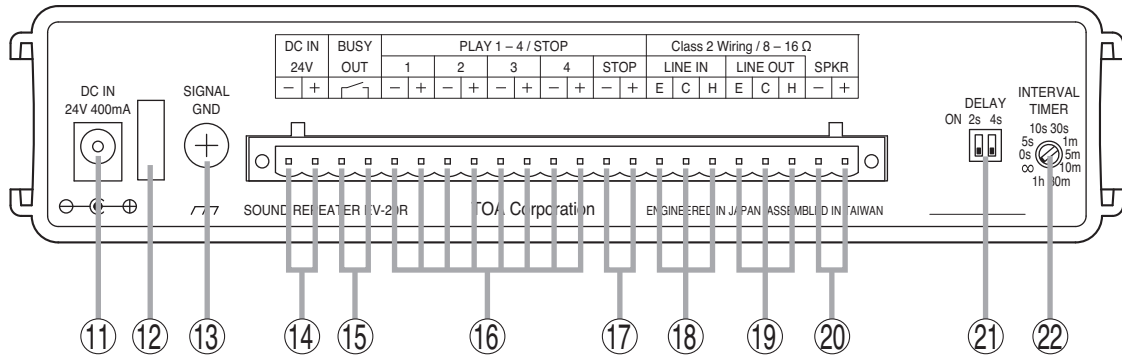 DC IN BUSY PLAY 1 – 4 / STOP Class 2 Wiring / 8 – 16 Ω
24V OUT 1 2 3 4 STOP LINE IN LINE OUT SPKR
− + − + − + − + − + − + E C H E C H − +
DC IN
24V 400mA
SIGNAL
GND
DELAY
ON 2s 4s
INTERVAL
TIMER
10s 30s
5s 1m
0s 5m
∞ 10m
1h 30m
SOUND REPEATER EV-20R TOA Corporation ENGINEERED IN JAPAN ASSEMBLED IN TAIWAN
⑪ ⑫ ⑬ ⑭ ⑮ ⑯ ⑰ ⑱ ⑲ ⑳ ㉑ ㉒